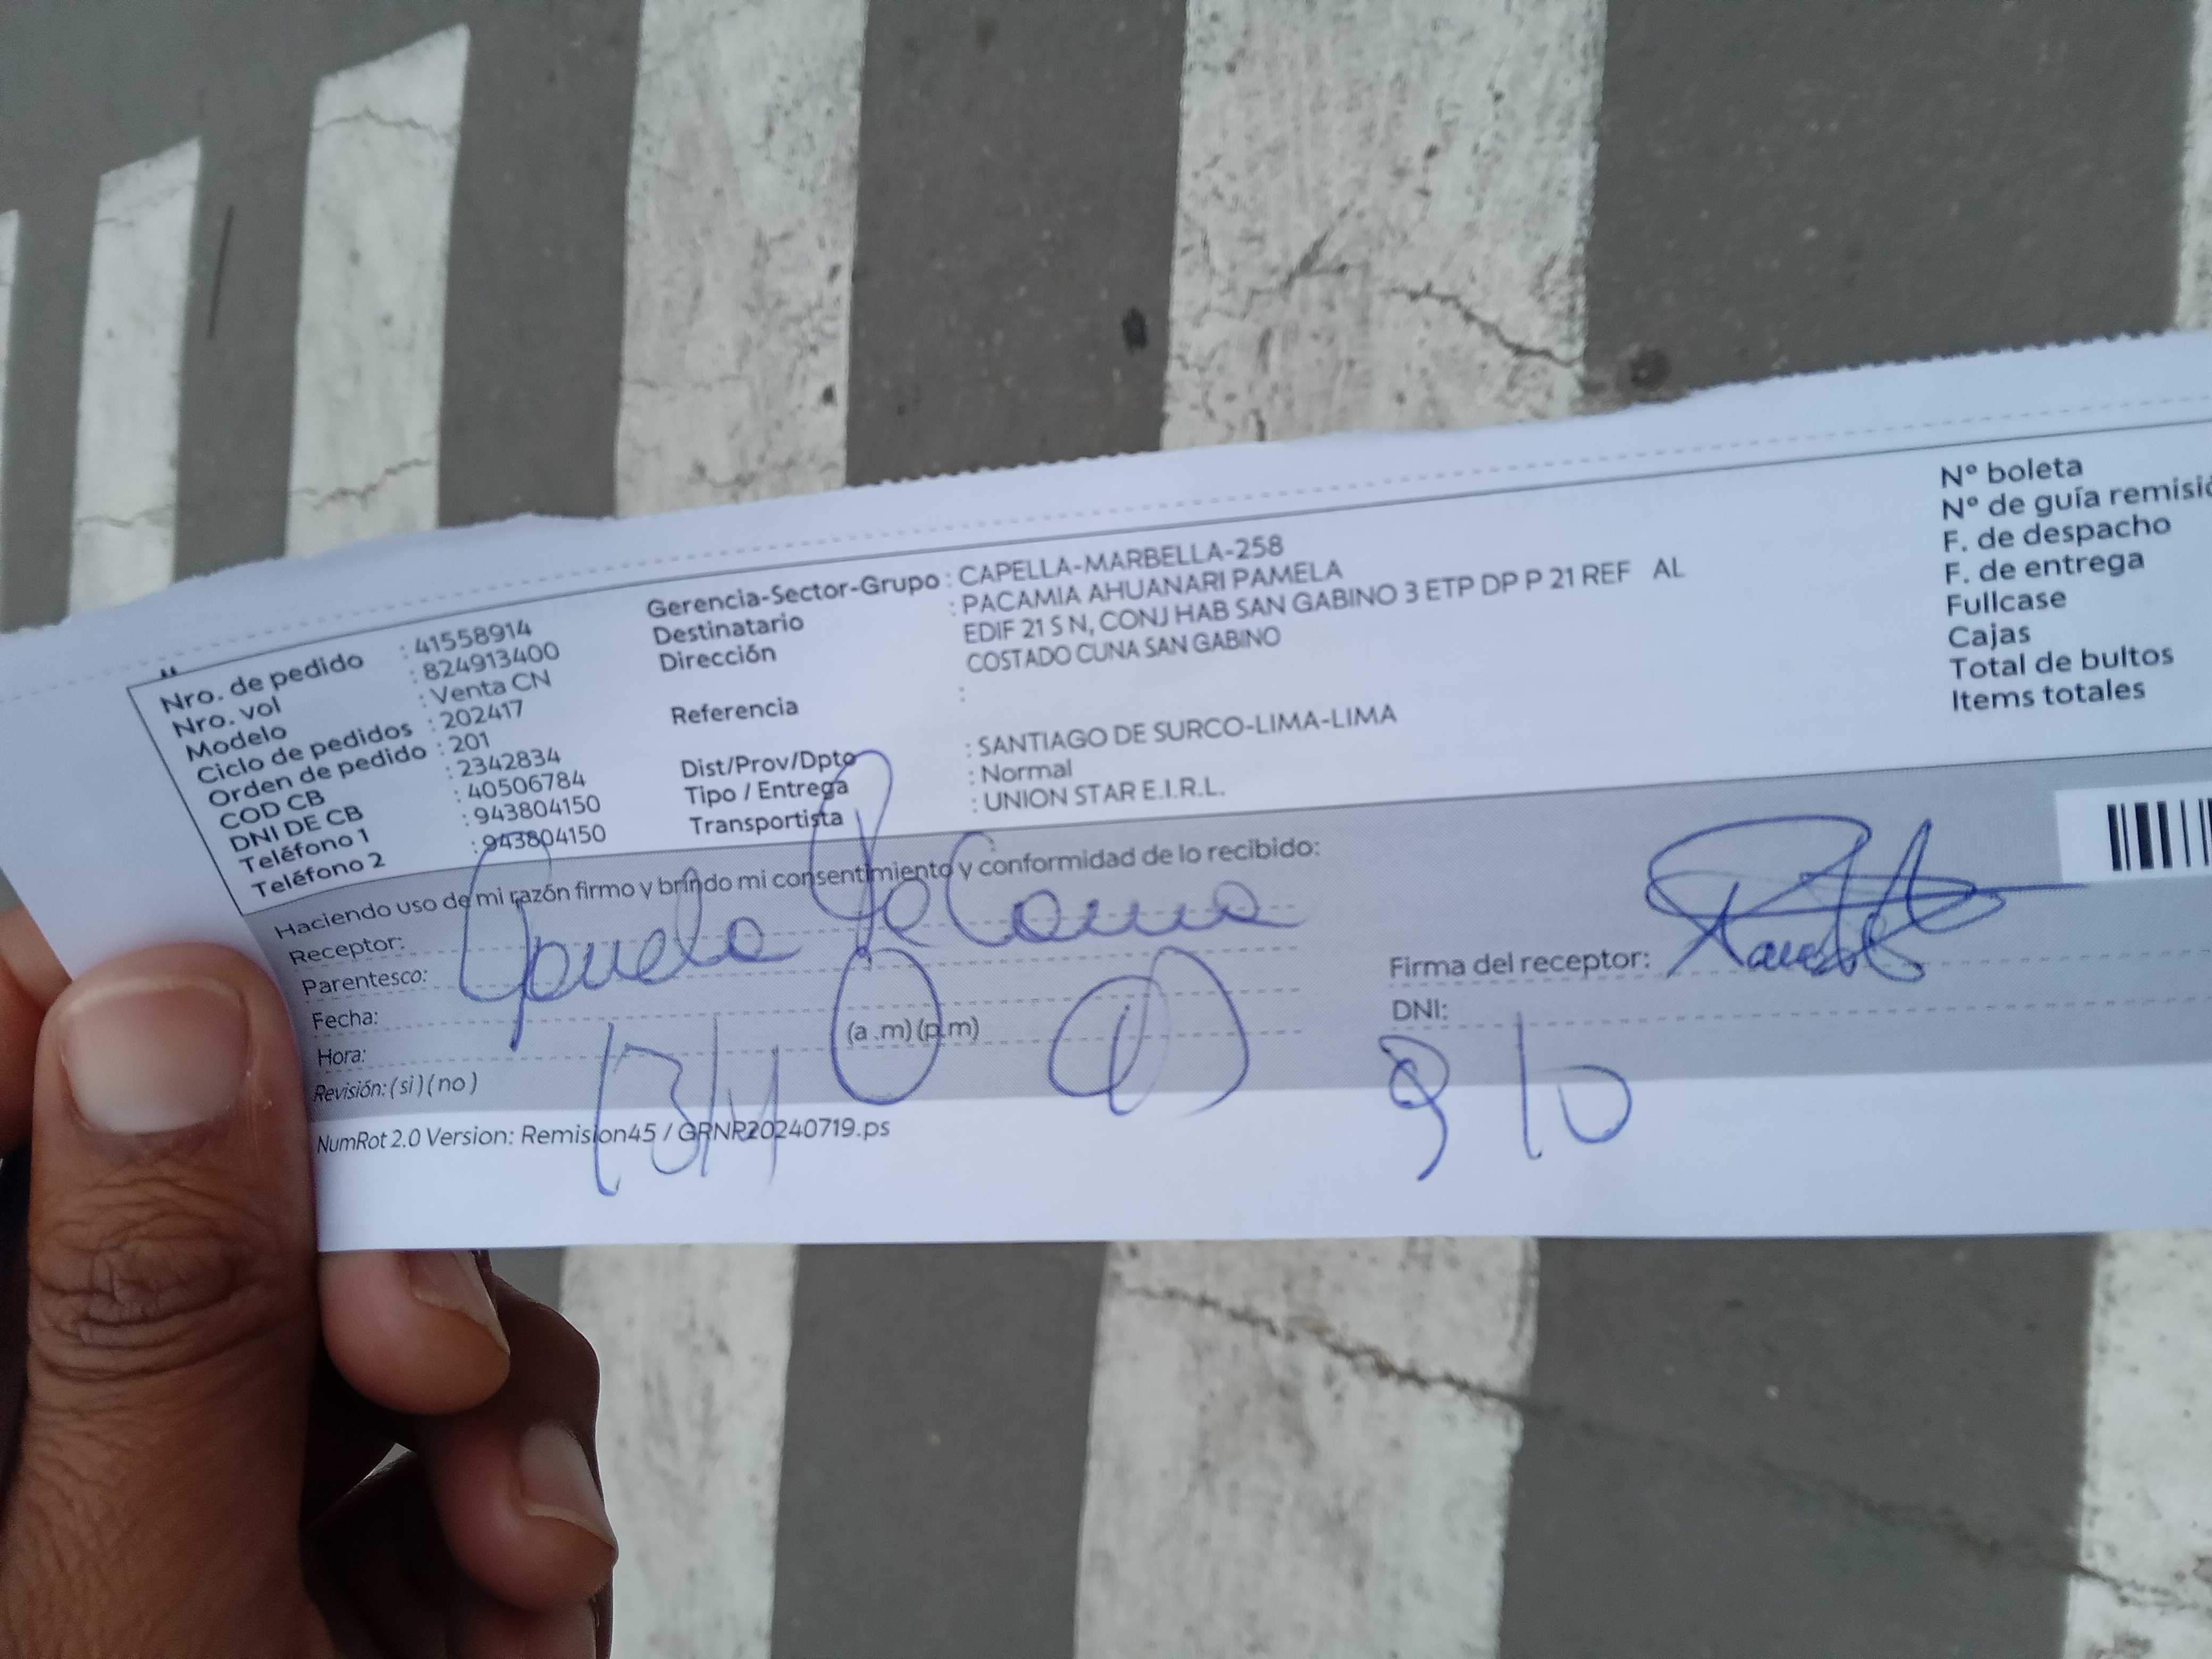 Nro. de pedido : 41558914
Nro. vol : 824913400
Modelo : Venta CN
Ciclo de pedidos : 202417
Orden de pedido : 201
COD CB : 2342834
DNI DE CB : 40506784
Teléfono 1 : 943804150
Teléfono 2 : 943804150
Gerencia-Sector-Grupo : CAPELLA-MARBELLA-258
Destinatario : PACAMIA AHUANARI PAMELA
Dirección EDIF 21 S N, CONJ HAB SAN GABINO 3 ETP DP P 21 REF AL
COSTADO CUNA SAN GABINO
Referencia :
Dist/Prov/Dpto : SANTIAGO DE SURCO-LIMA-LIMA
Tipo / Entrega : Normal
Transportista : UNION STAR E.I.R.L.
Nº boleta
Nº de guía
F. de despacho
F. de entrega
Fullcase
Cajas
Total de bultos
Items totales
Haciendo uso de mi razón firmo y brindo mi consentimiento y conformidad de lo recibido:
Receptor:
Parentesco:
Fecha:
Hora: (a.m) (p.m)
Revisión: (si) (no)
Firma del receptor:
DNI:
NumRot 2.0 Version: Remision45 / GRNR20240719.ps